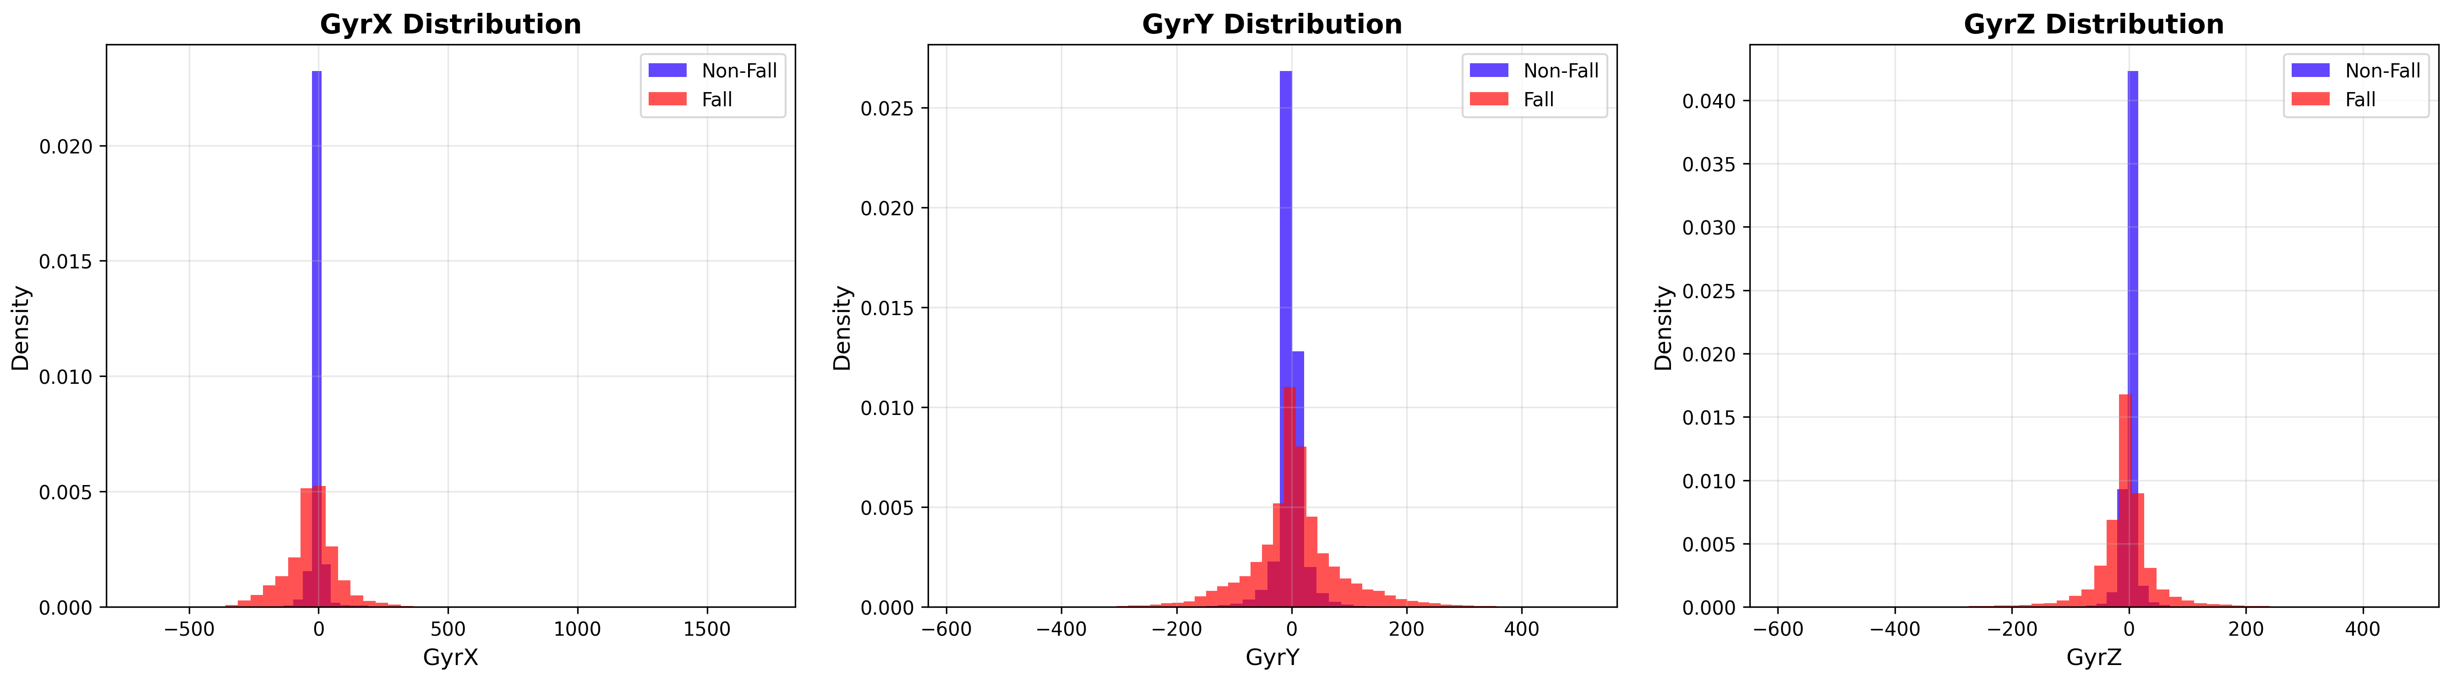 GyrX Distribution
Non-Fall
Fall
Density
0.020
0.015
0.010
0.005
0.000
−500 0 500 1000 1500
GyrX
GyrY Distribution
Non-Fall
Fall
Density
0.025
0.020
0.015
0.010
0.005
0.000
−600 −400 −200 0 200 400
GyrY
GyrZ Distribution
Non-Fall
Fall
Density
0.040
0.035
0.030
0.025
0.020
0.015
0.010
0.005
0.000
−600 −400 −200 0 200 400
GyrZ